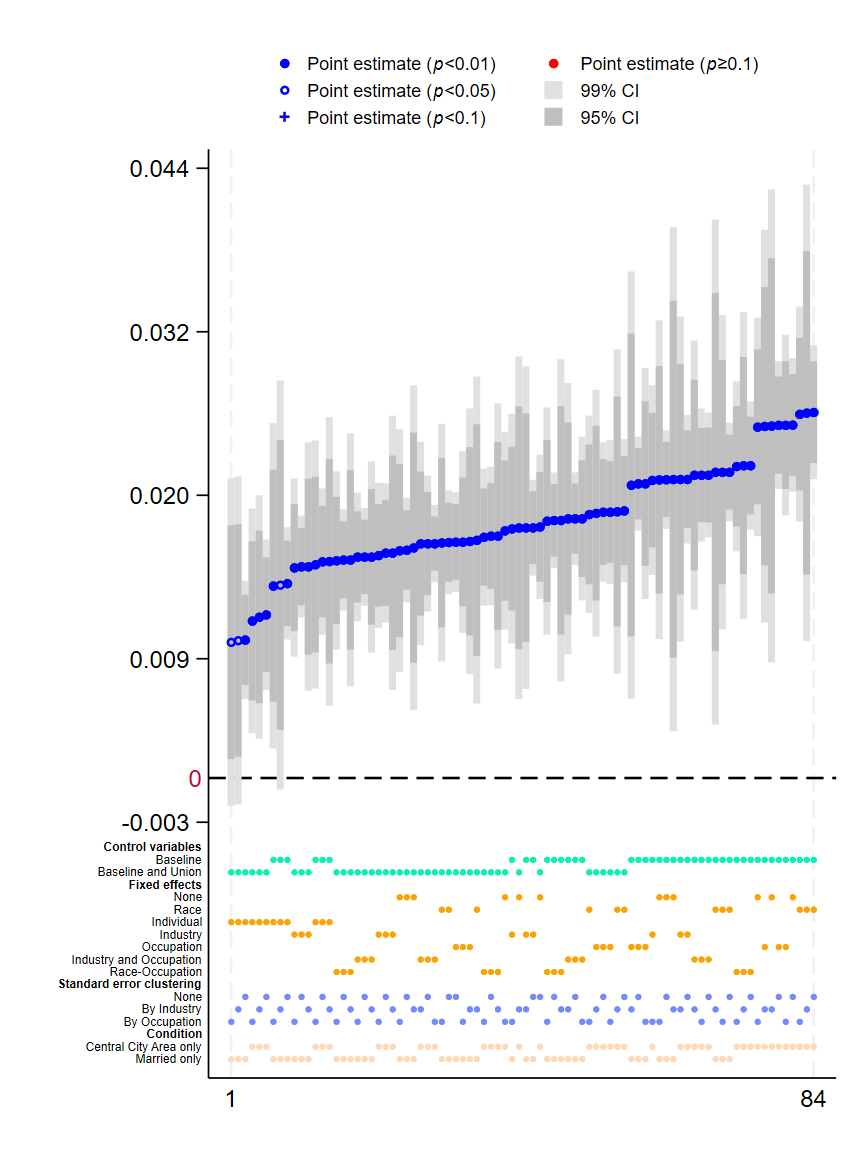 Point estimate (p<0.01)
Point estimate (p≥0.1)
Point estimate (p<0.05)
99% CI
Point estimate (p<0.1)
95% CI
0.044
0.032
0.020
0.009
0
-0.003
Control variables
Baseline
Baseline and Union
Fixed effects
None
Race
Individual
Industry
Occupation
Industry and Occupation
Race-Occupation
Standard error clustering
None
By Industry
By Occupation
Condition
Central City Area only
Married only
1
84